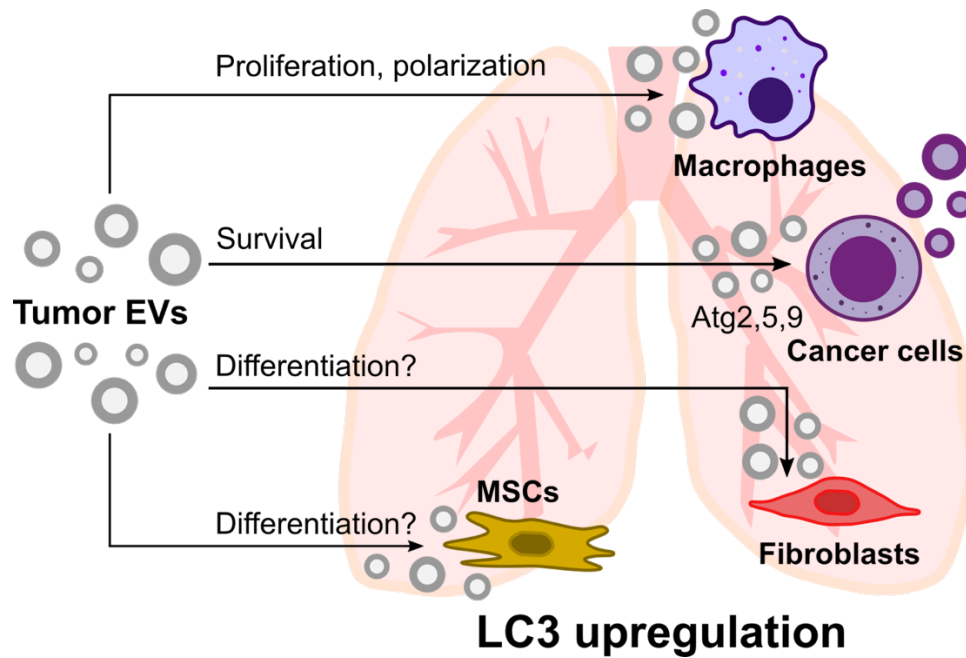 Proliferation, polarization
Macrophages
Survival
Tumor EVs
Atg2,5,9
Cancer cells
Differentiation?
MSCs
Differentiation?
Fibroblasts
LC3 upregulation